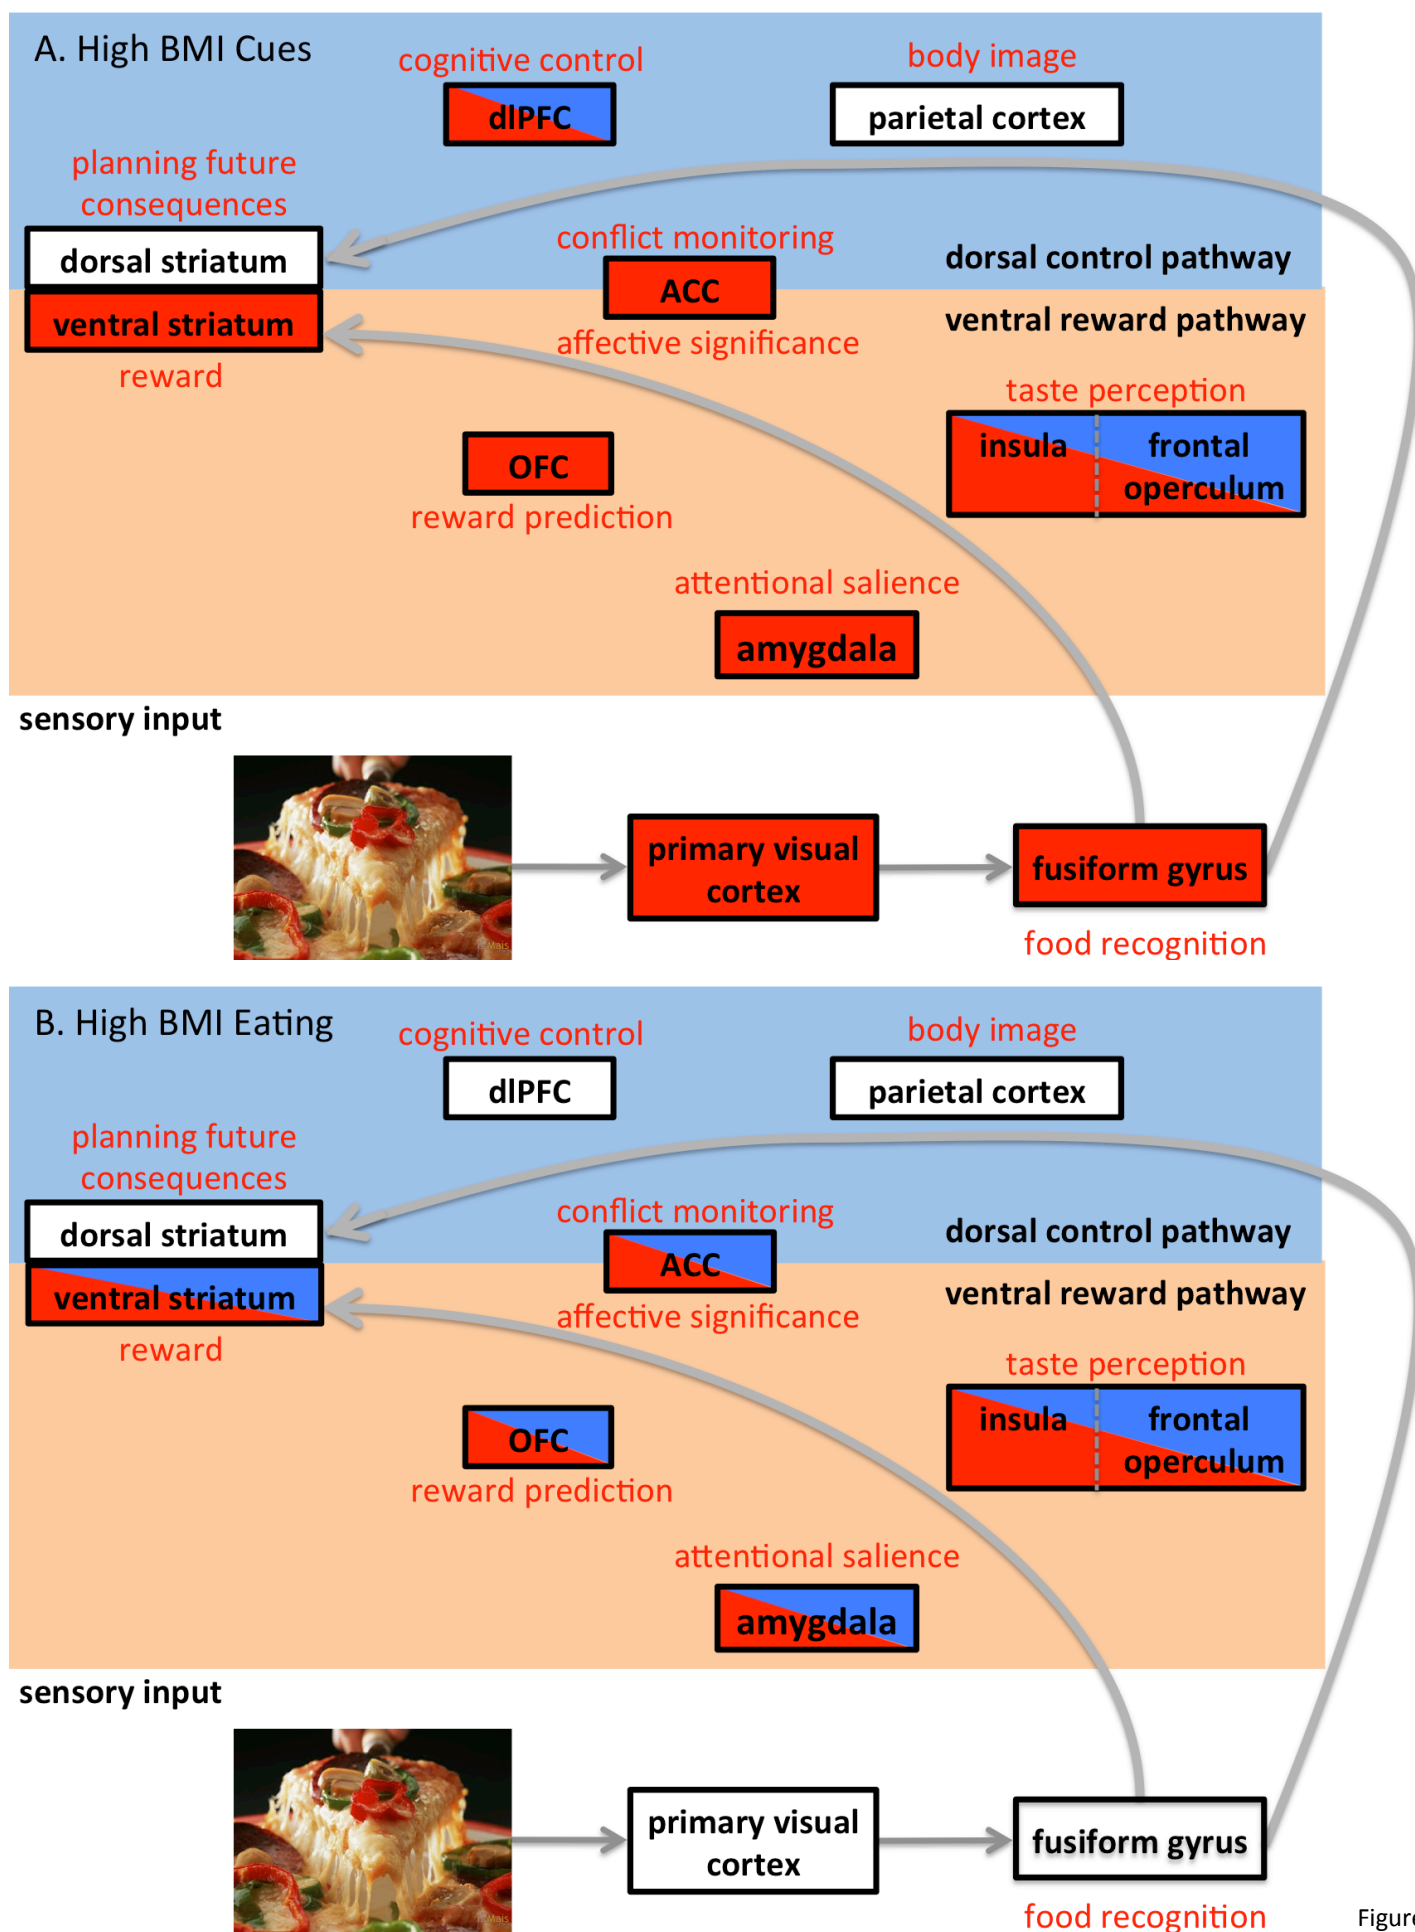 A. High BMI Cues
cognitive control
dlPFC
body image
parietal cortex
planning future
consequences
dorsal striatum
ventral striatum
reward
conflict monitoring
ACC
affective significance
dorsal control pathway
ventral reward pathway
taste perception
insula
frontal
operculum
OFC
reward prediction
attentional salience
amygdala
sensory input
Mais
primary visual
cortex
fusiform gyrus
food recognition
B. High BMI Eating
cognitive control
dlPFC
body image
parietal cortex
planning future
consequences
dorsal striatum
ventral striatum
reward
conflict monitoring
ACC
affective significance
dorsal control pathway
ventral reward pathway
taste perception
insula
frontal
operculum
OFC
reward prediction
attentional salience
amygdala
sensory input
Mais
primary visual
cortex
fusiform gyrus
food recognition
Figure